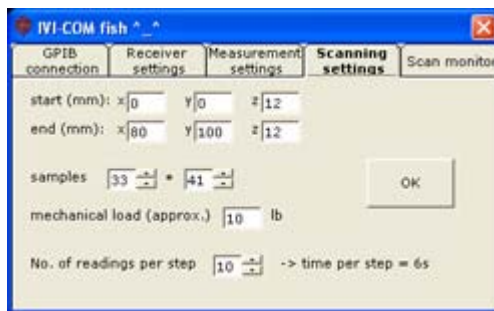 IVI-COM fish ^_^
GPIB connection Receiver settings Measurement settings Scanning settings Scan monitor
start (mm): x 0 y 0 z 12
end (mm): x 80 y 100 z 12
samples 33 * 41
OK
mechanical load (approx.) 10 lb
No. of readings per step 10 -> time per step = 6s